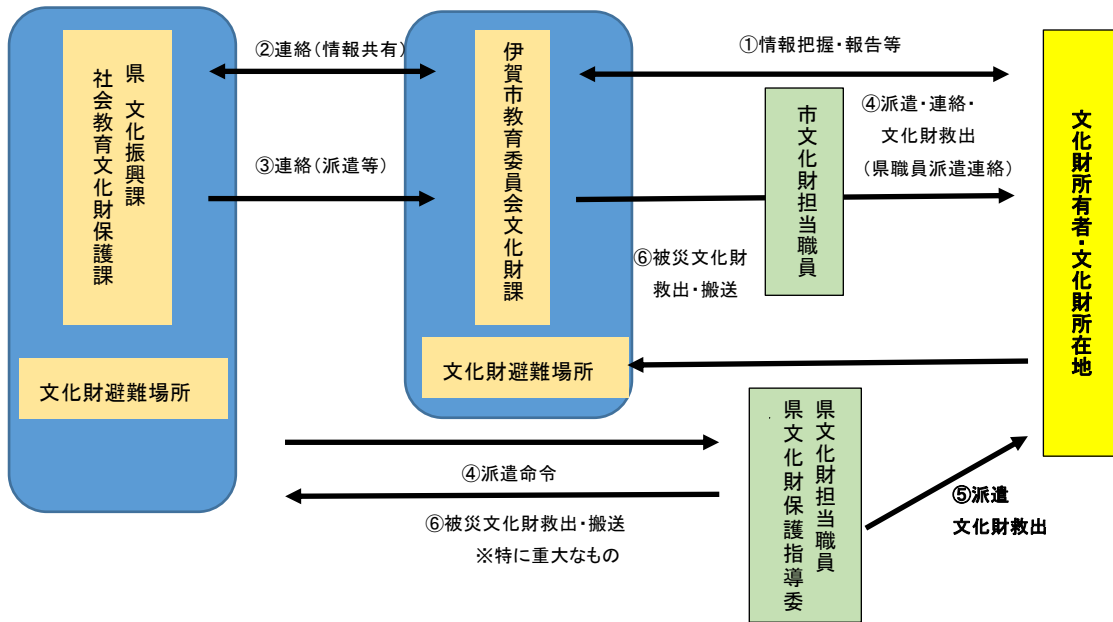 県 文化振興課
社会教育文化財保護課
文化財避難場所
②連絡(情報共有)
③連絡(派遣等)
伊賀市教育委員会文化財課
文化財避難場所
①情報把握・報告等
④派遣・連絡・
文化財救出
(県職員派遣連絡)
市文化財担当職員
⑥被災文化財
救出・搬送
文化財所有者・文化財所在地
④派遣命令
⑥被災文化財救出・搬送
※特に重大なもの
県文化財担当職員
県文化財保護指導委
⑤派遣
文化財救出